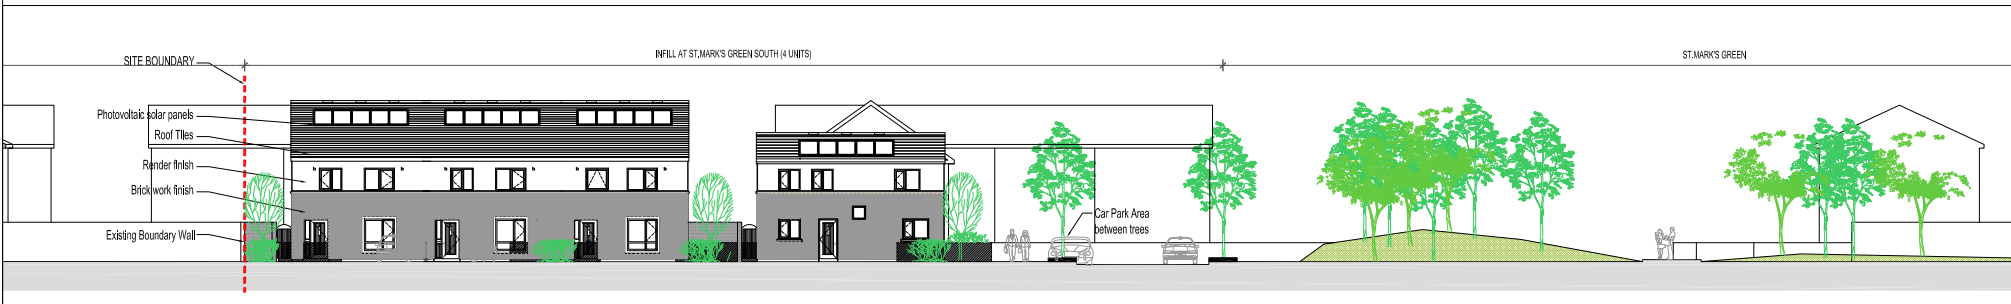 INFILL AT ST.MARK'S GREEN SOUTH (4 UNITS)
ST.MARK'S GREEN
SITE BOUNDARY
Photovoltaic solar panels
Roof Tiles
Render finish
Brick work finish
Existing Boundary Wall
Car Park Area
between trees